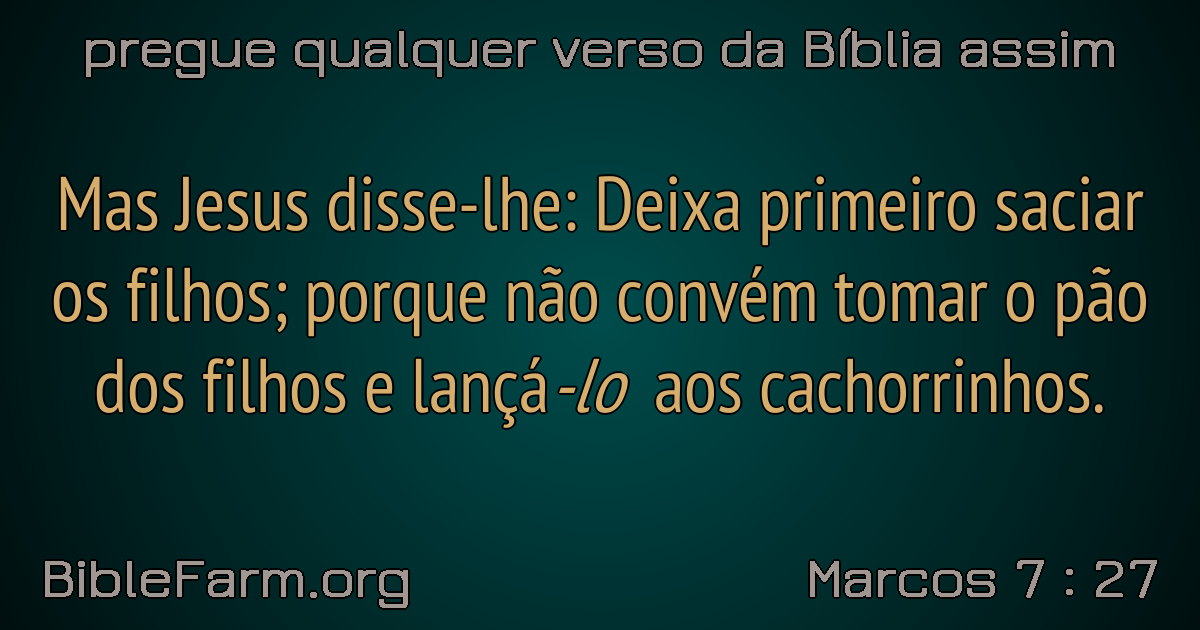 pregue qualquer verso da Bíblia assim
Mas Jesus disse-lhe: Deixa primeiro saciar
os filhos; porque não convém tomar o pão
dos filhos e lançá-lo aos cachorrinhos.
BibleFarm.org
Marcos 7 : 27